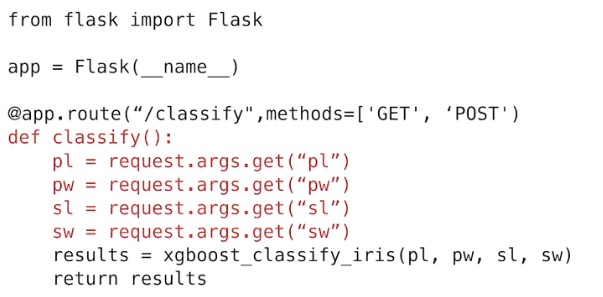 from flask import Flask
app = Flask(__name__)
@app.route(“/classify",methods=['GET', ‘POST')
def classify():
    pl = request.args.get(“pl”)
    pw = request.args.get(“pw”)
    sl = request.args.get(“sl”)
    sw = request.args.get(“sw”)
    results = xgboost_classify_iris(pl, pw, sl, sw)
    return results